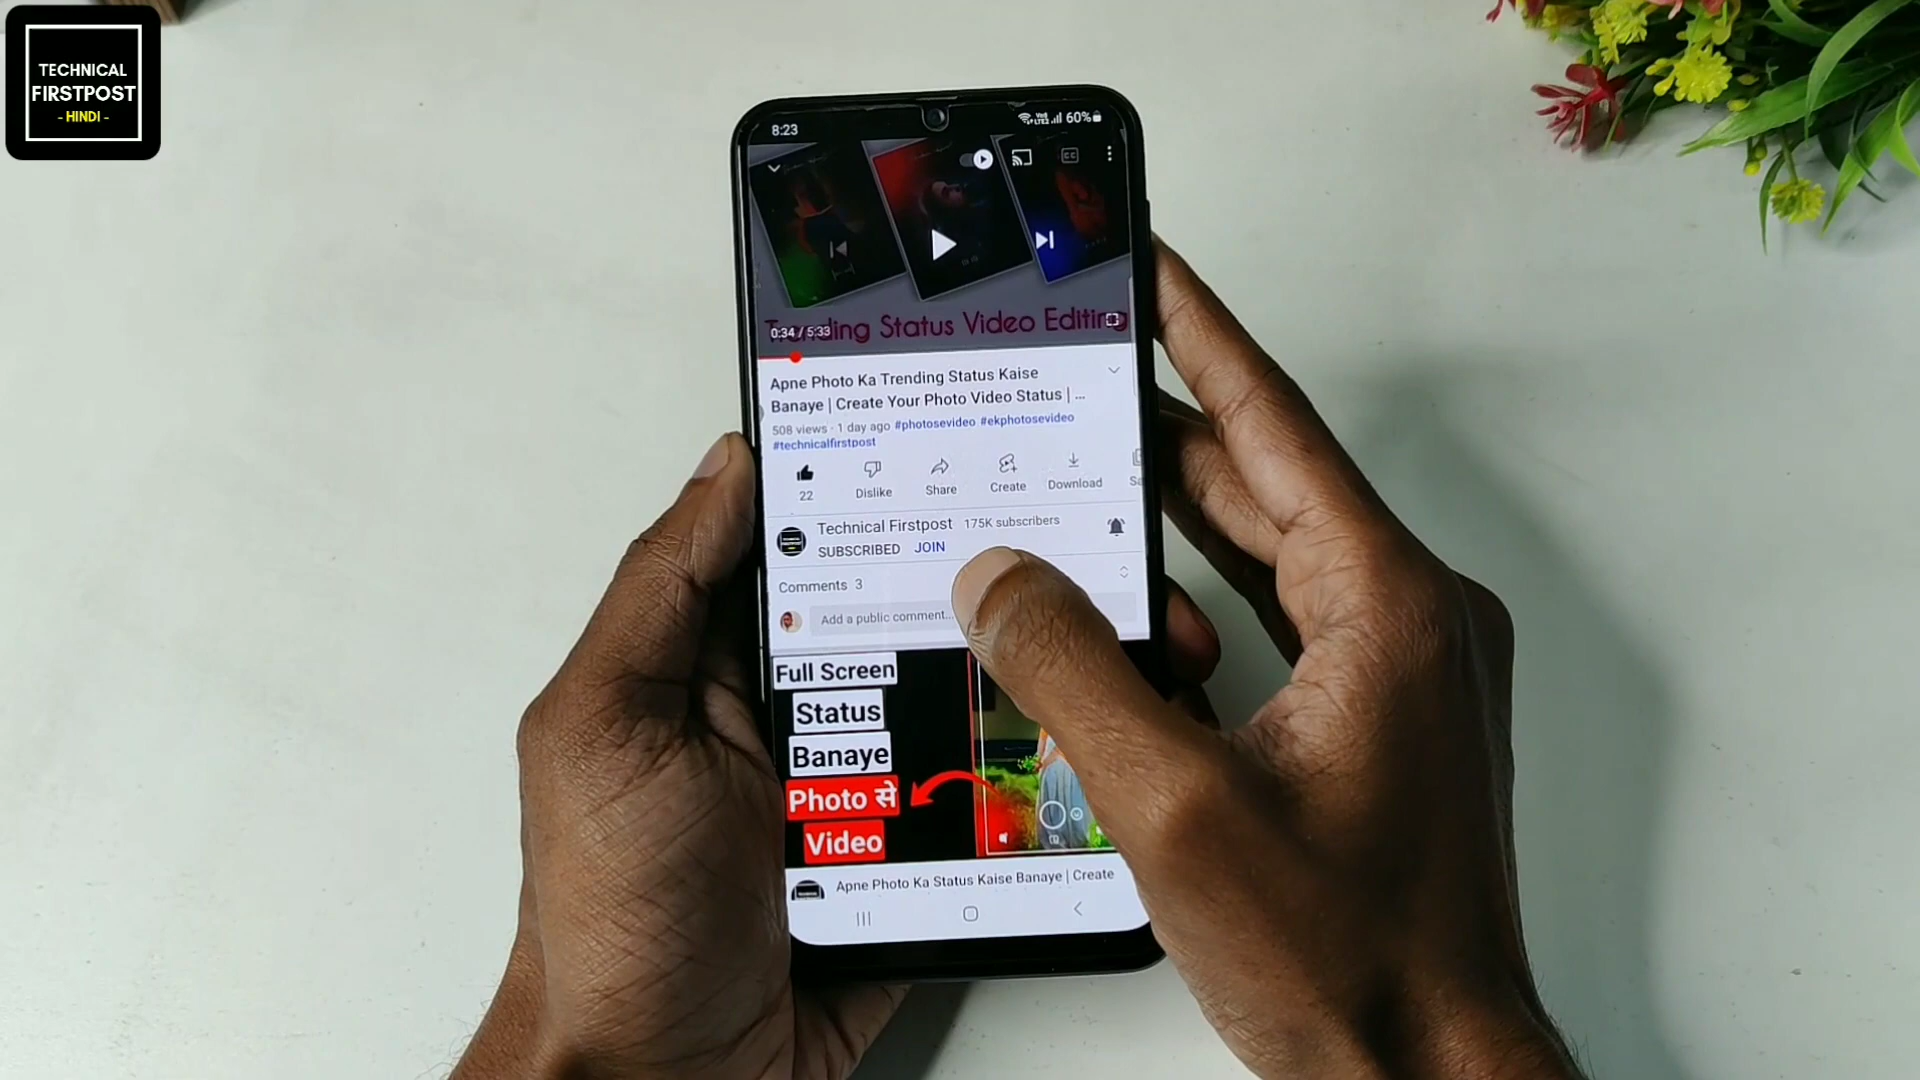 TECHNICAL
FIRSTPOST
- HINDI -
8:23
60%
CC
Trending Status Video Editing
0:34 / 5:33
Apne Photo Ka Trending Status Kaise
Banaye | Create Your Photo Video Status | ...
508 views · 1 day ago #photosevideo #ekphotosevideo
#technicalfirstpost
22
Dislike
Share
Create
Download
Technical Firstpost 175K subscribers
SUBSCRIBED JOIN
Comments 3
Add a public comment...
Full Screen
Status
Banaye
Photo से
Video
Apne Photo Ka Status Kaise Banaye | Create